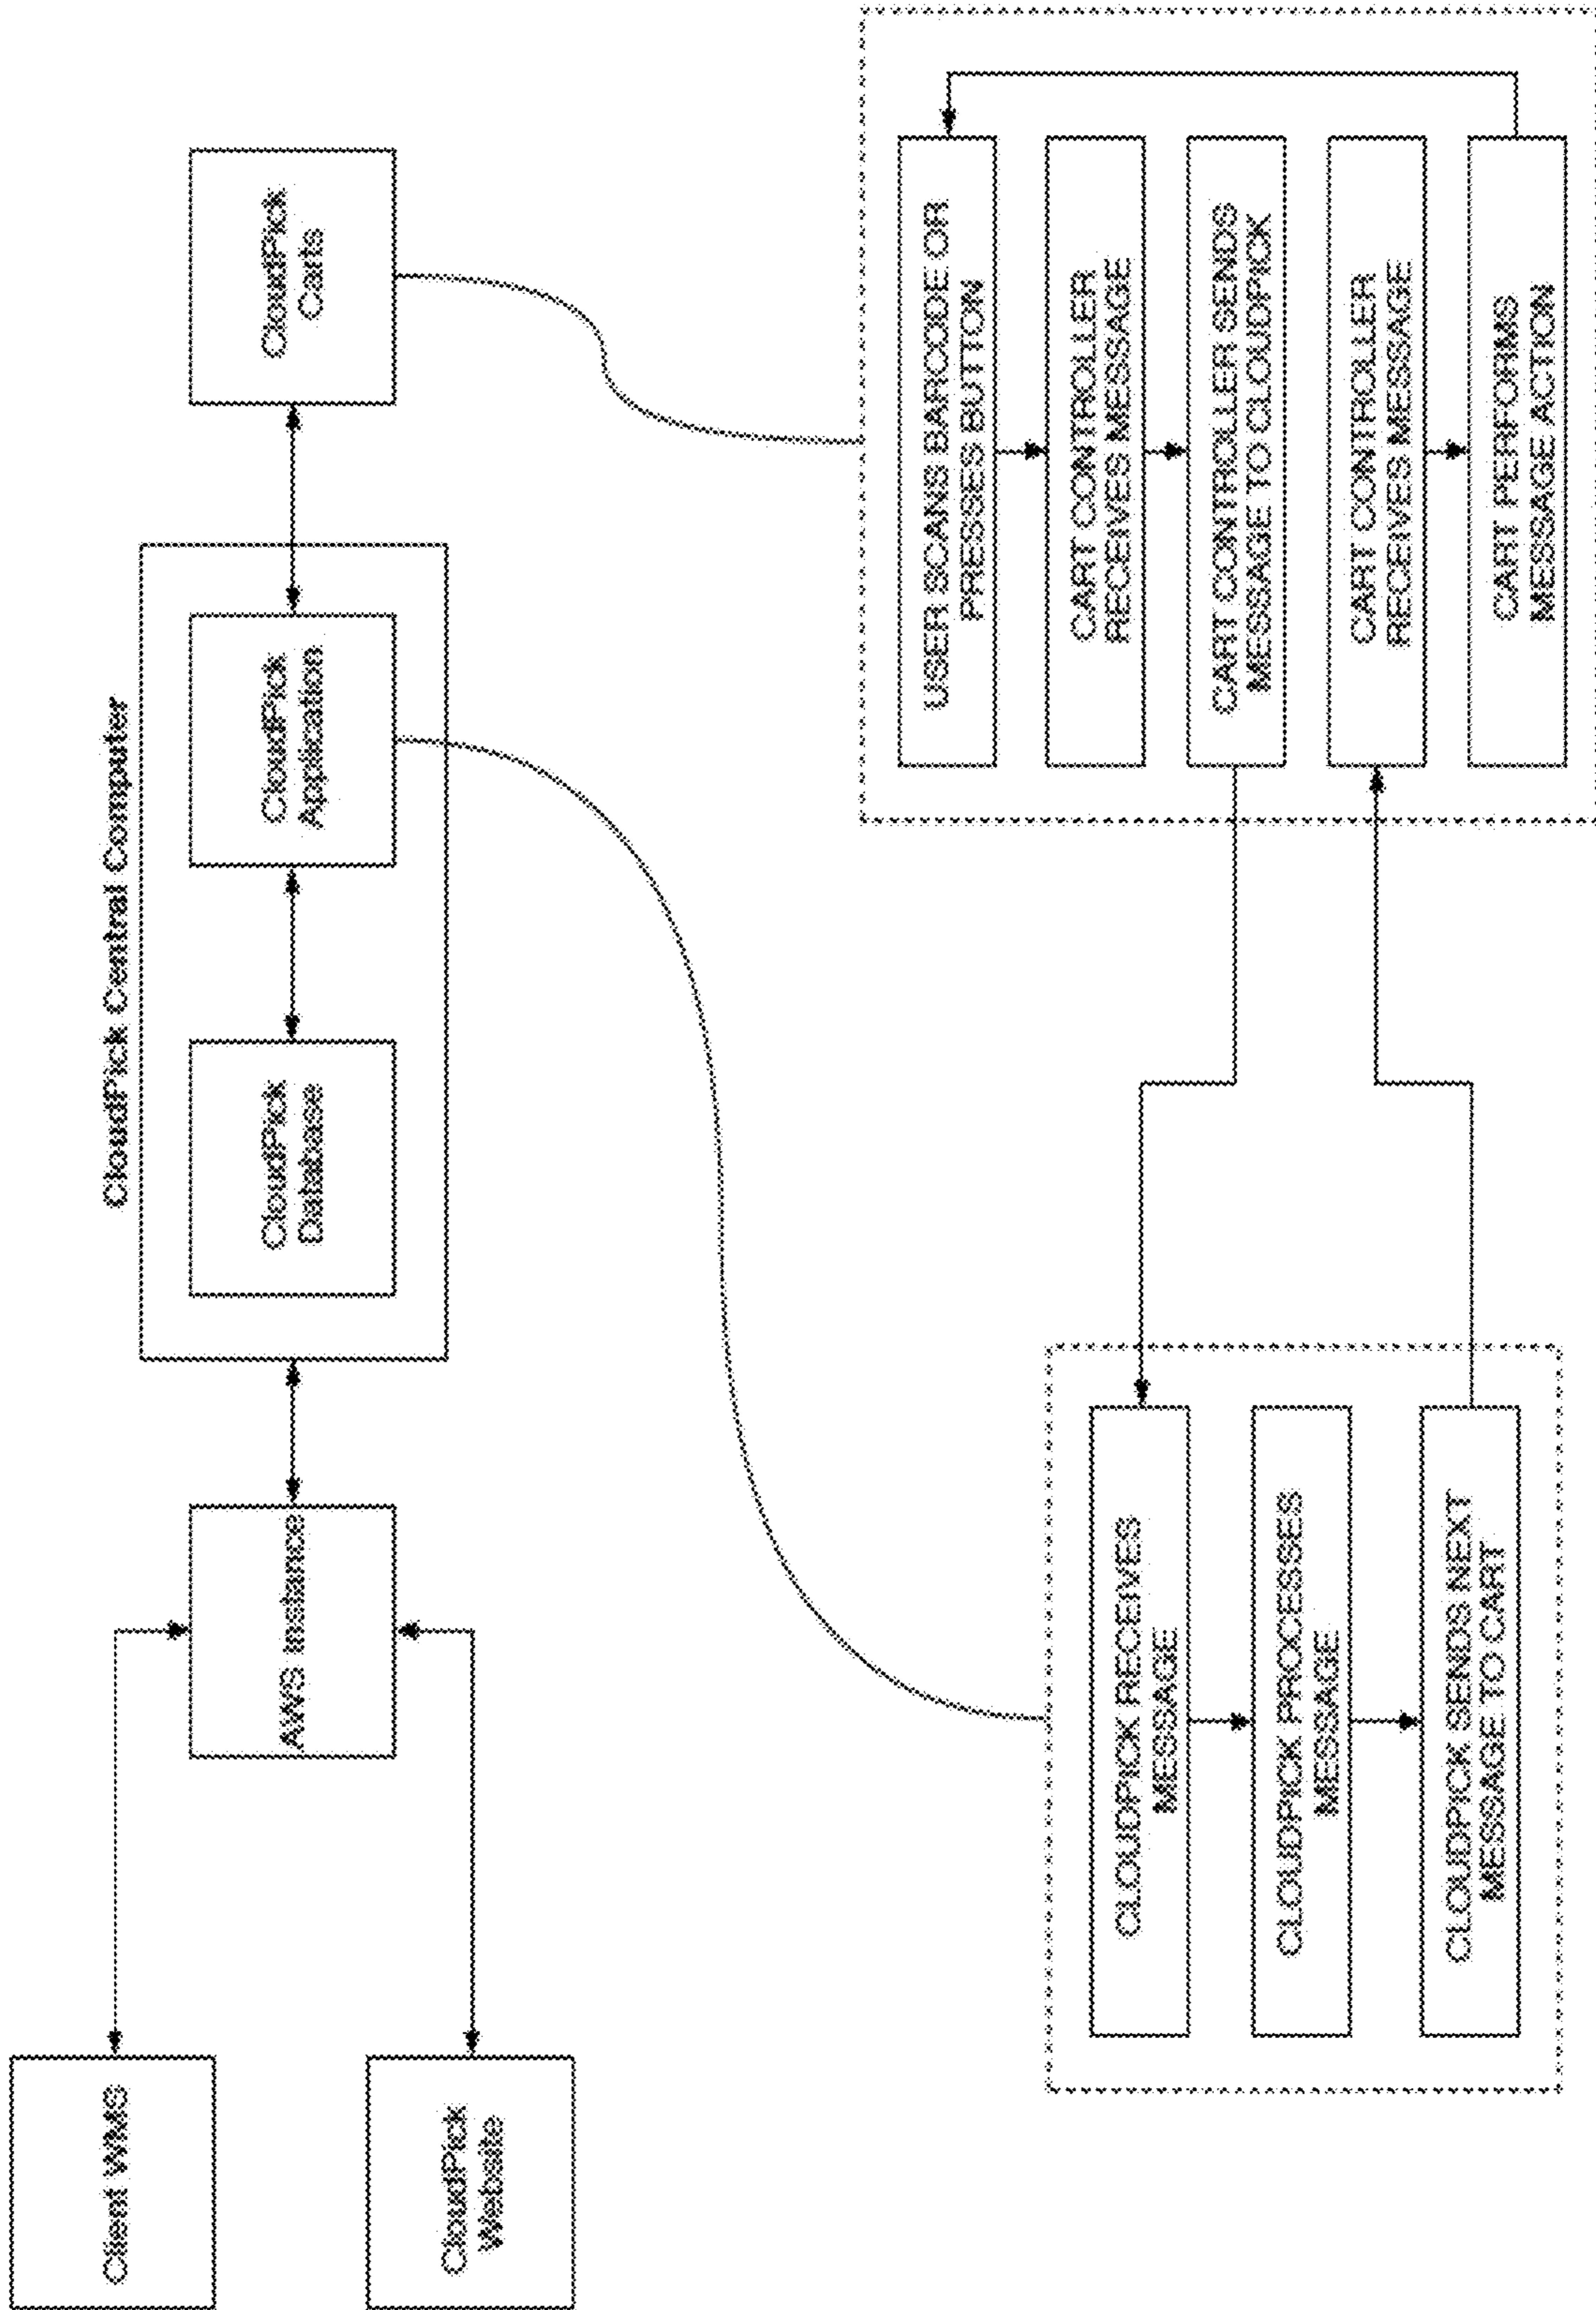 Client WMS
CloudPick
Website
AWS Instance
CloudPick Central Computer
CloudPick
Database
CloudPick
Application
CloudPick
Carts
CLOUDPICK RECEIVES
MESSAGE
CLOUDPICK PROCESSES
MESSAGE
CLOUDPICK SENDS NEXT
MESSAGE TO CART
USER SCANS BARCODE OR
PRESSES BUTTON
CART CONTROLLER
RECEIVES MESSAGE
CART CONTROLLER SENDS
MESSAGE TO CLOUDPICK
CART CONTROLLER
RECEIVES MESSAGE
CART PERFORMS
MESSAGE ACTION